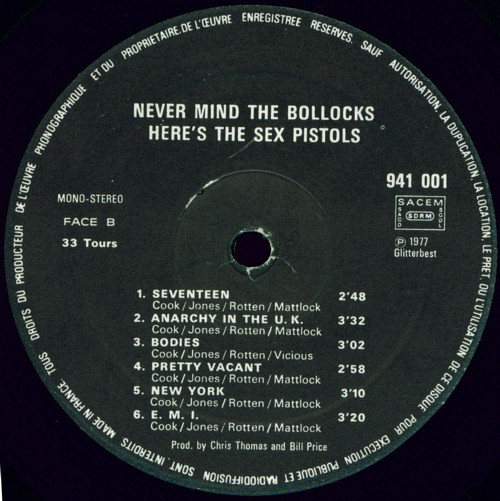 TOUS DROITS DU PRODUCTEUR DE L'ŒUVRE PHONOGRAPHIQUE ET DU PROPRIETAIRE DE L'ŒUVRE ENREGISTREE RESERVES. SAUF AUTORISATION, LA DUPLICATION, LA LOCATION, LE PRET, OU L'UTILISATION DE CE DISQUE POUR EXECUTION PUBLIQUE ET RADIODIFFUSION SONT INTERDITS MADE IN FRANCE
NEVER MIND THE BOLLOCKS
HERE'S THE SEX PISTOLS
941 001
MONO-STEREO
FACE B
33 Tours
SACEM
SACD
SDRM
SGDL
℗ 1977
Glitterbest
1. SEVENTEEN 2'48
Cook/Jones/Rotten/Mattlock
2. ANARCHY IN THE U.K. 3'32
Cook/Jones/Rotten/Mattlock
3. BODIES 3'02
Cook/Jones/Rotten/Vicious
4. PRETTY VACANT 2'58
Cook/Jones/Rotten/Mattlock
5. NEW YORK 3'10
Cook/Jones/Rotten/Mattlock
6. E. M. I. 3'20
Cook/Jones/Rotten/Mattlock
Prod. by Chris Thomas and Bill Price